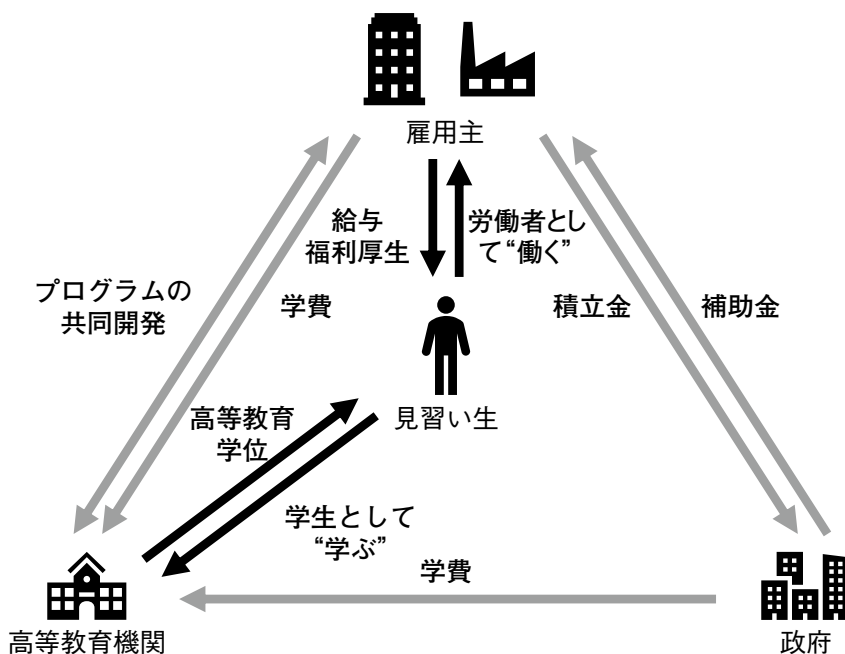 雇用主
給与
福利厚生
労働者とし
て“働く”
プログラムの
共同開発
学費
積立金
補助金
高等教育
学位
見習い生
学生として
“学ぶ”
学費
高等教育機関
政府